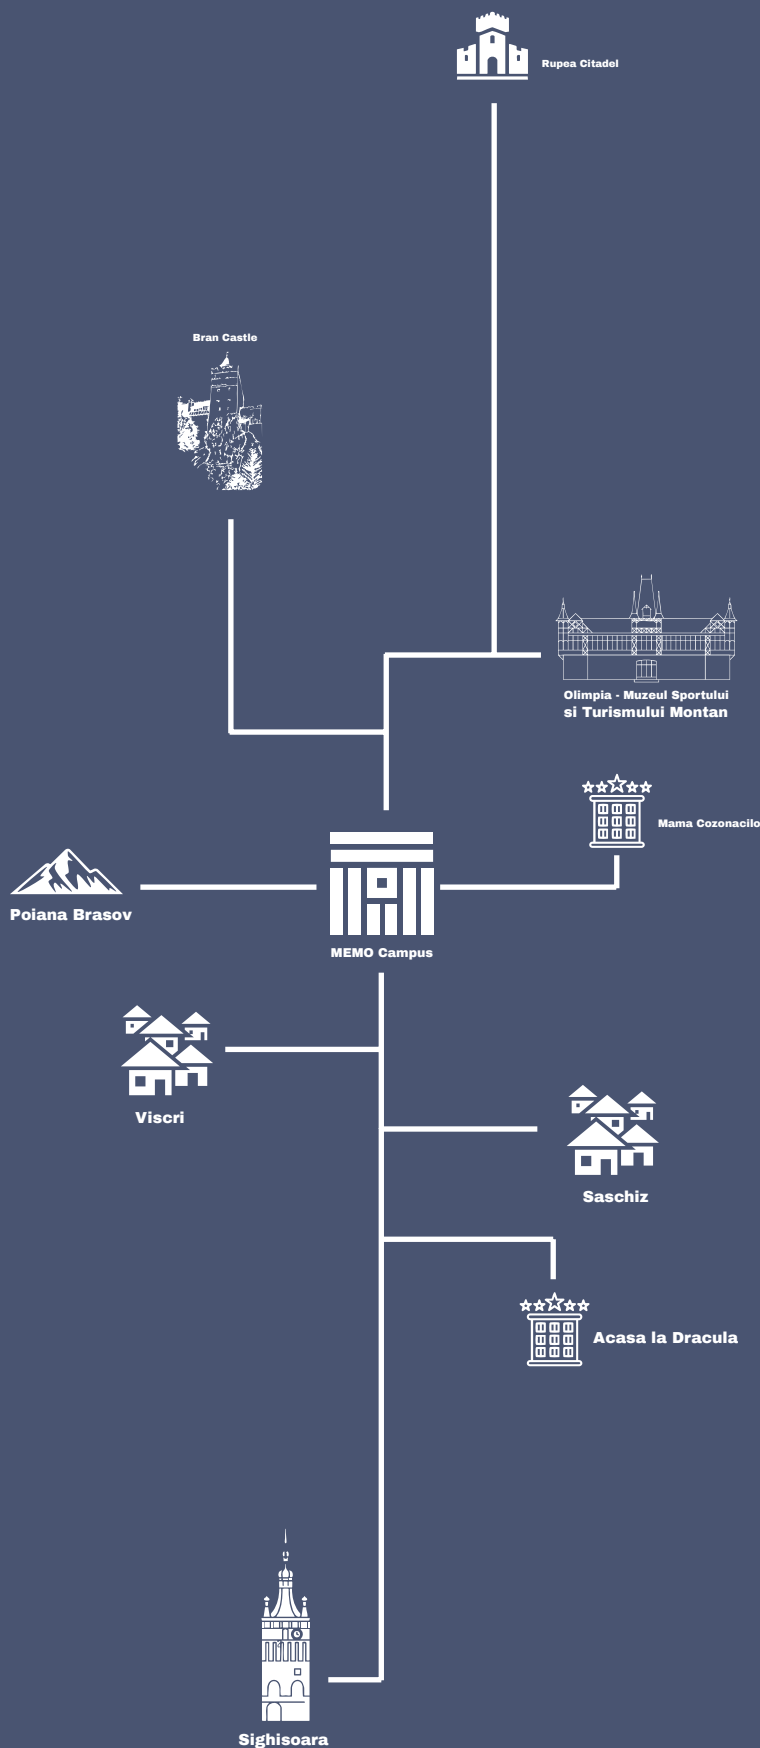 Rupea Citadel
Bran Castle
Olimpia - Muzeul Sportului
si Turismului Montan
Mama Cozonacilo
Poiana Brasov
MEMO Campus
Viscri
Saschiz
Acasa la Dracula
Sighisoara